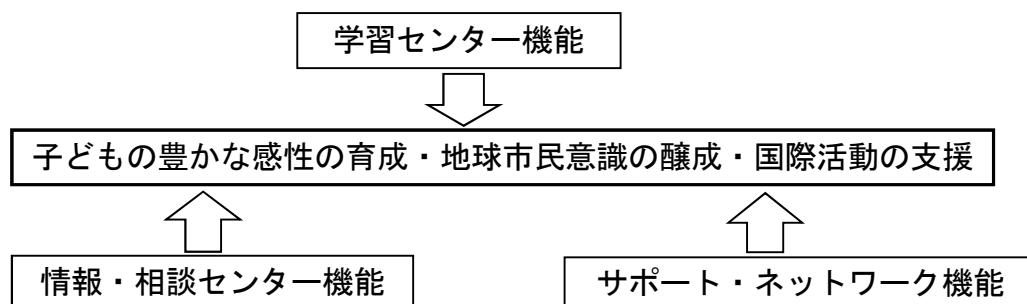 学習センター機能
子どもの豊かな感性の育成・地球市民意識の醸成・国際活動の支援
情報・相談センター機能
サポート・ネットワーク機能